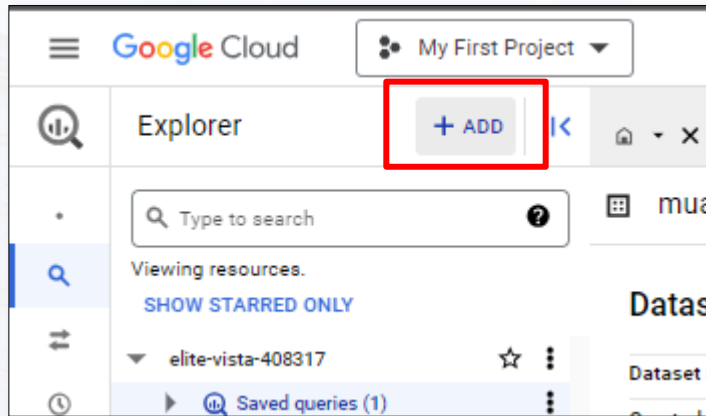 Google Cloud
My First Project
Explorer
+ ADD
Type to search
mua
Viewing resources.
SHOW STARRED ONLY
Datas
elite-vista-408317
Dataset
Saved queries (1)